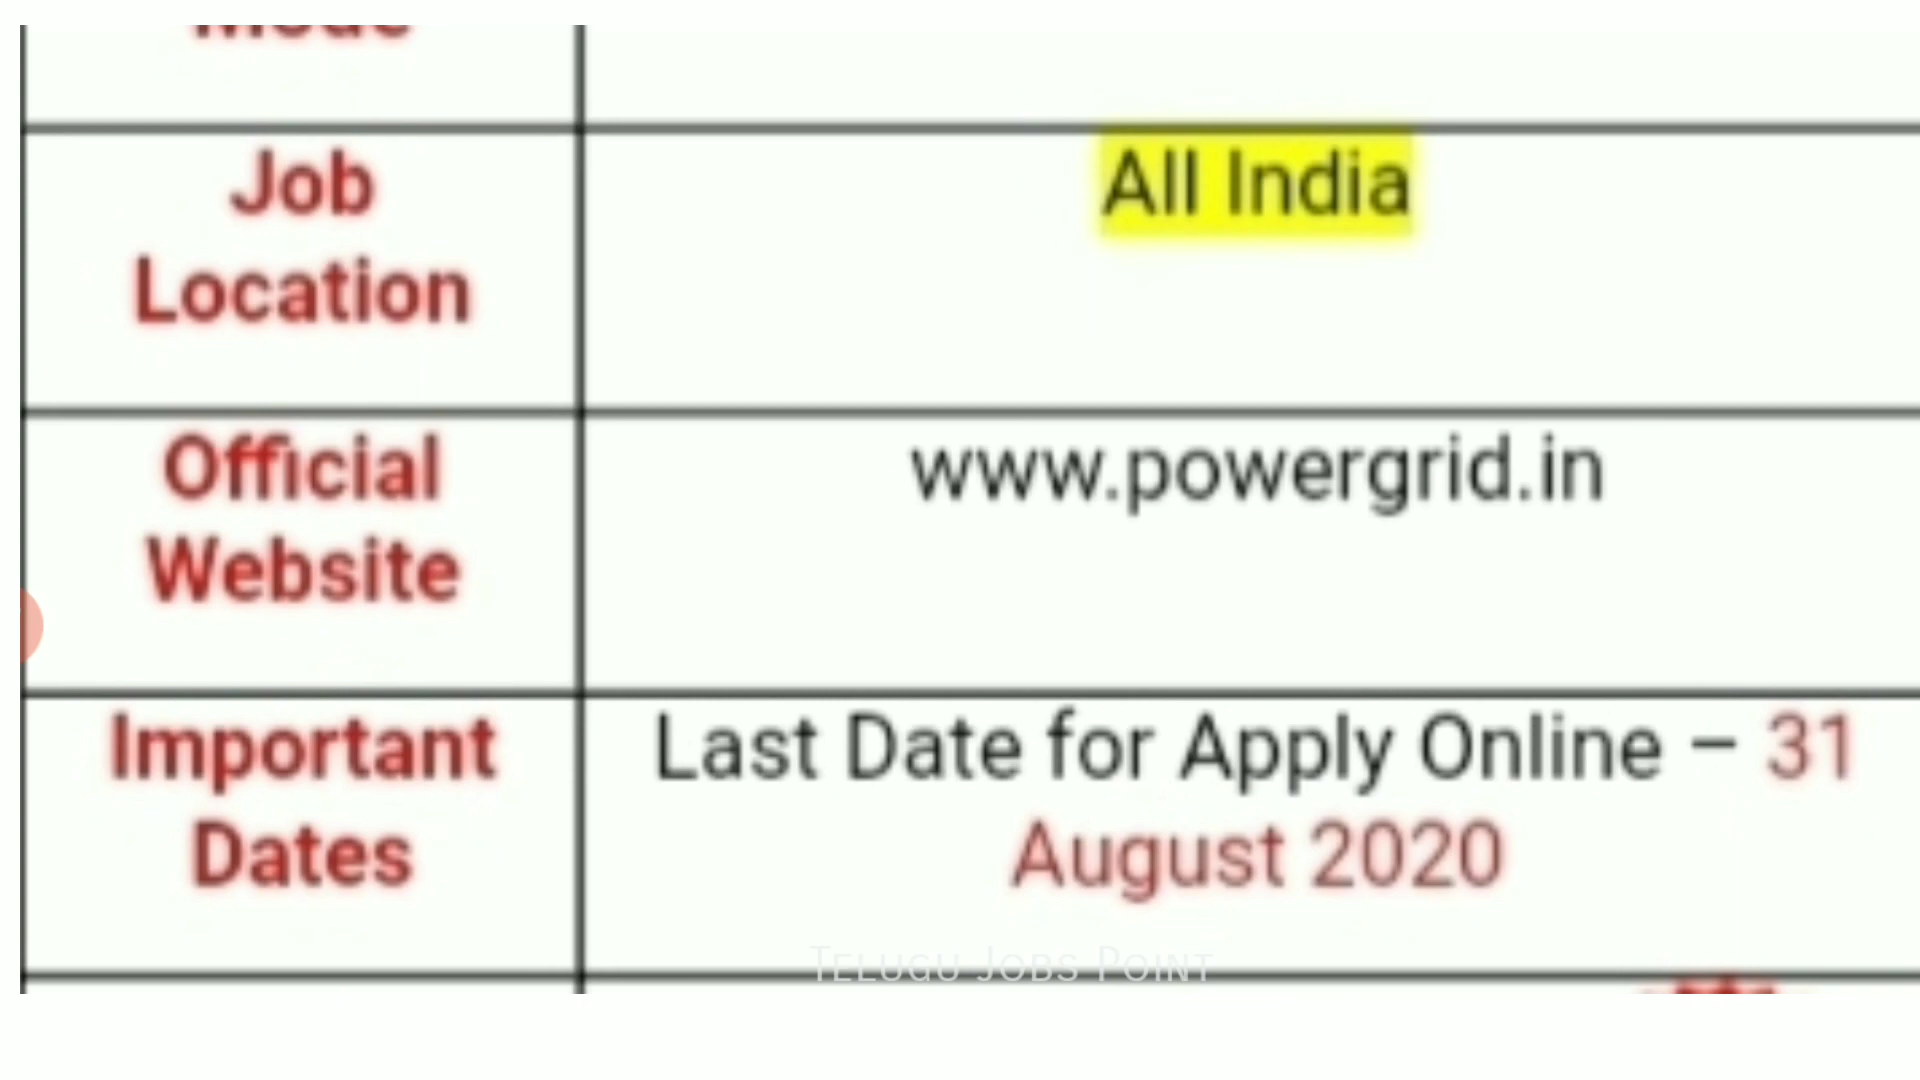 Mode
Job
Location
All India
Official
Website
www.powergrid.in
Important
Dates
Last Date for Apply Online – 31
August 2020
Telugu Jobs Point